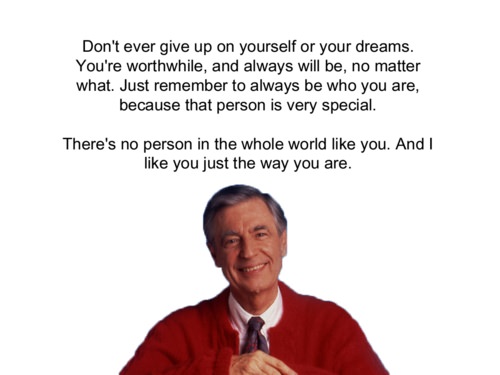 Don't ever give up on yourself or your dreams.
You're worthwhile, and always will be, no matter
what. Just remember to always be who you are,
because that person is very special.
There's no person in the whole world like you. And I
like you just the way you are.